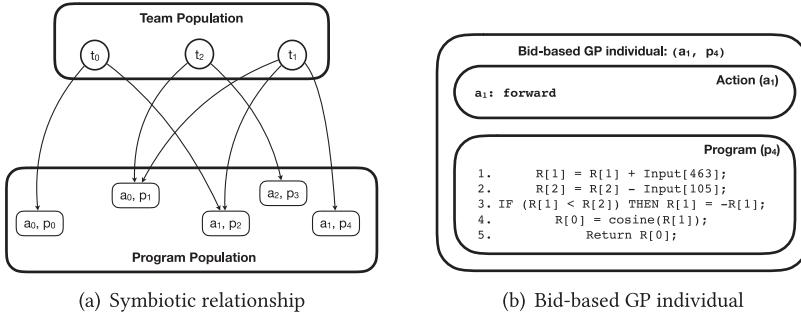 Team Population
t0 t2 t1
a0, p1
a2, p3
a0, p0
a1, p2
a1, p4
Program Population
(a) Symbiotic relationship
Bid-based GP individual: (a1, p4)
Action (a1)
a1: forward
Program (p4)
1. R[1] = R[1] + Input[463];
2. R[2] = R[2] - Input[105];
3. IF (R[1] < R[2]) THEN R[1] = -R[1];
4. R[0] = cosine(R[1]);
5. Return R[0];
(b) Bid-based GP individual